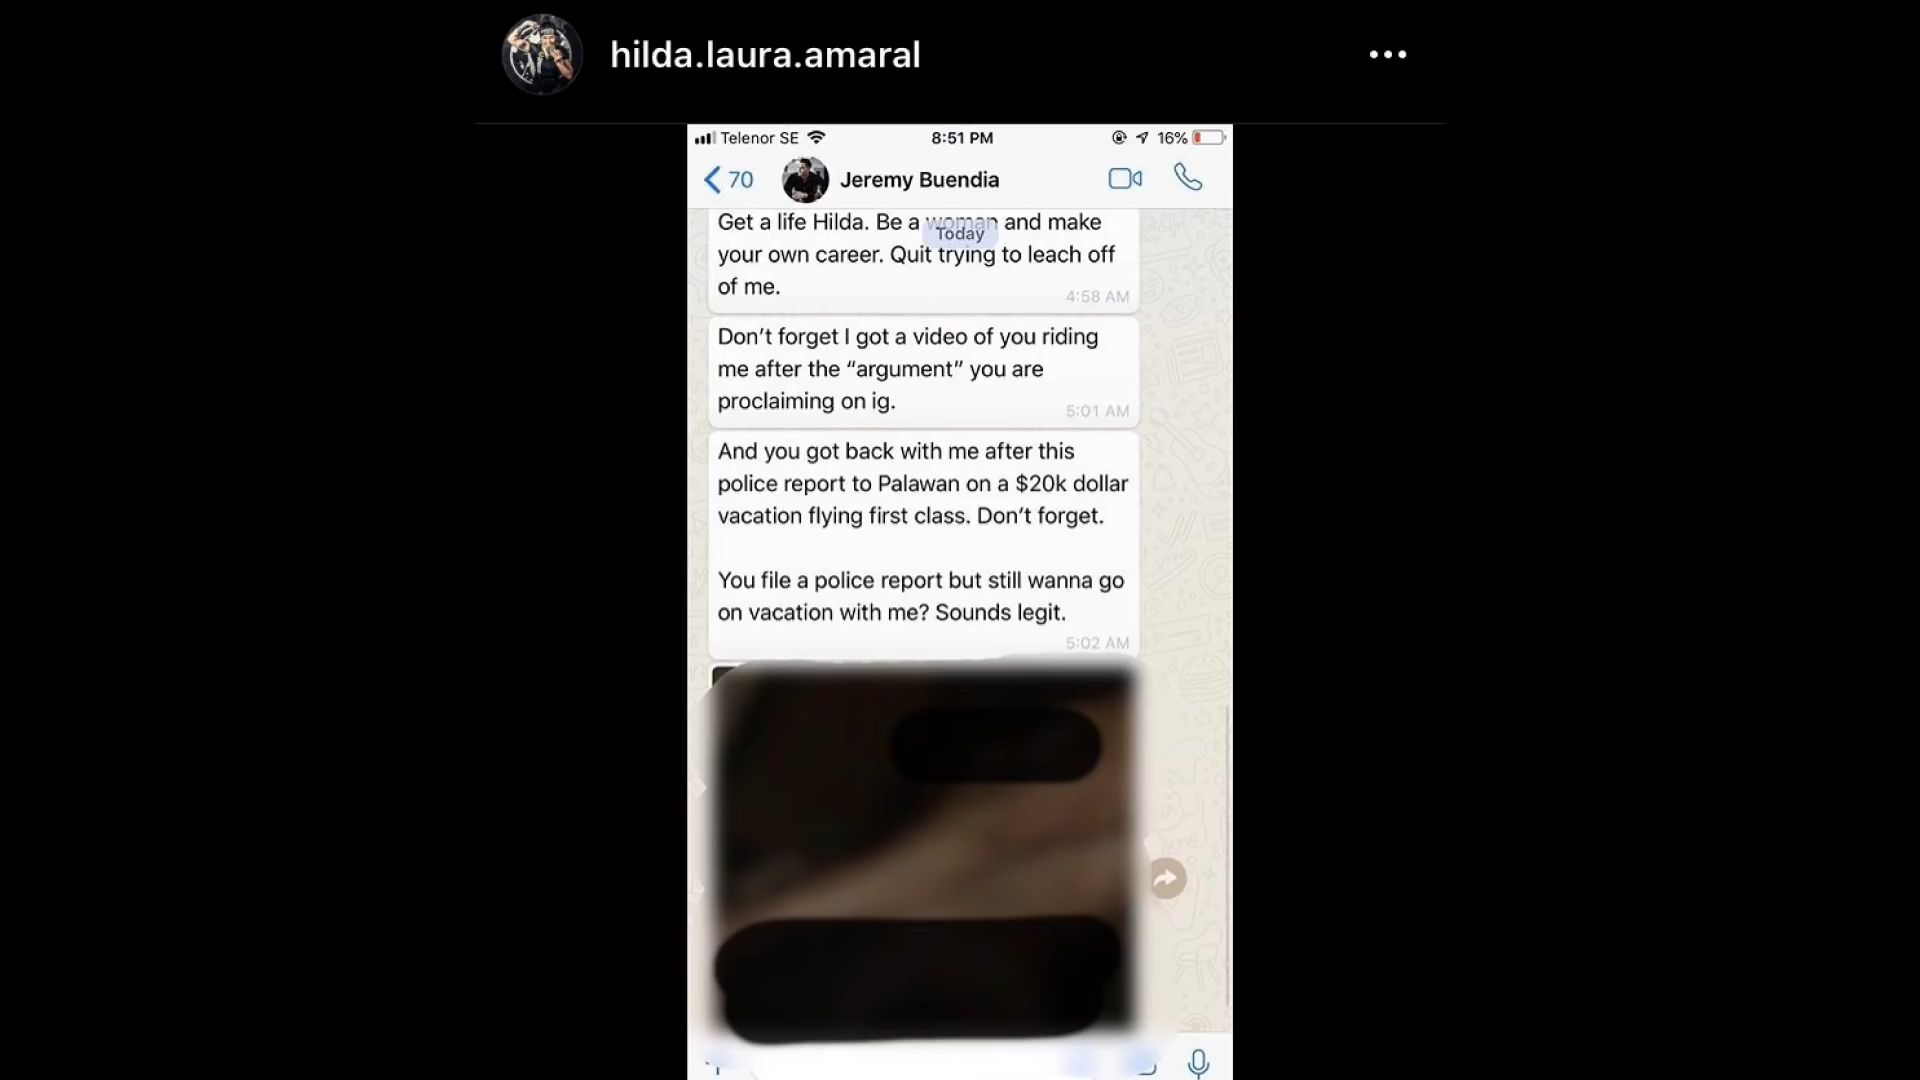 hilda.laura.amaral
Telenor SE
8:51 PM
16%
70
Jeremy Buendia
Get a life Hilda. Be a woman and make
Today
your own career. Quit trying to leach off
of me.
4:58 AM
Don’t forget I got a video of you riding
me after the “argument” you are
proclaiming on ig.
5:01 AM
And you got back with me after this
police report to Palawan on a $20k dollar
vacation flying first class. Don’t forget.
You file a police report but still wanna go
on vacation with me? Sounds legit.
5:02 AM